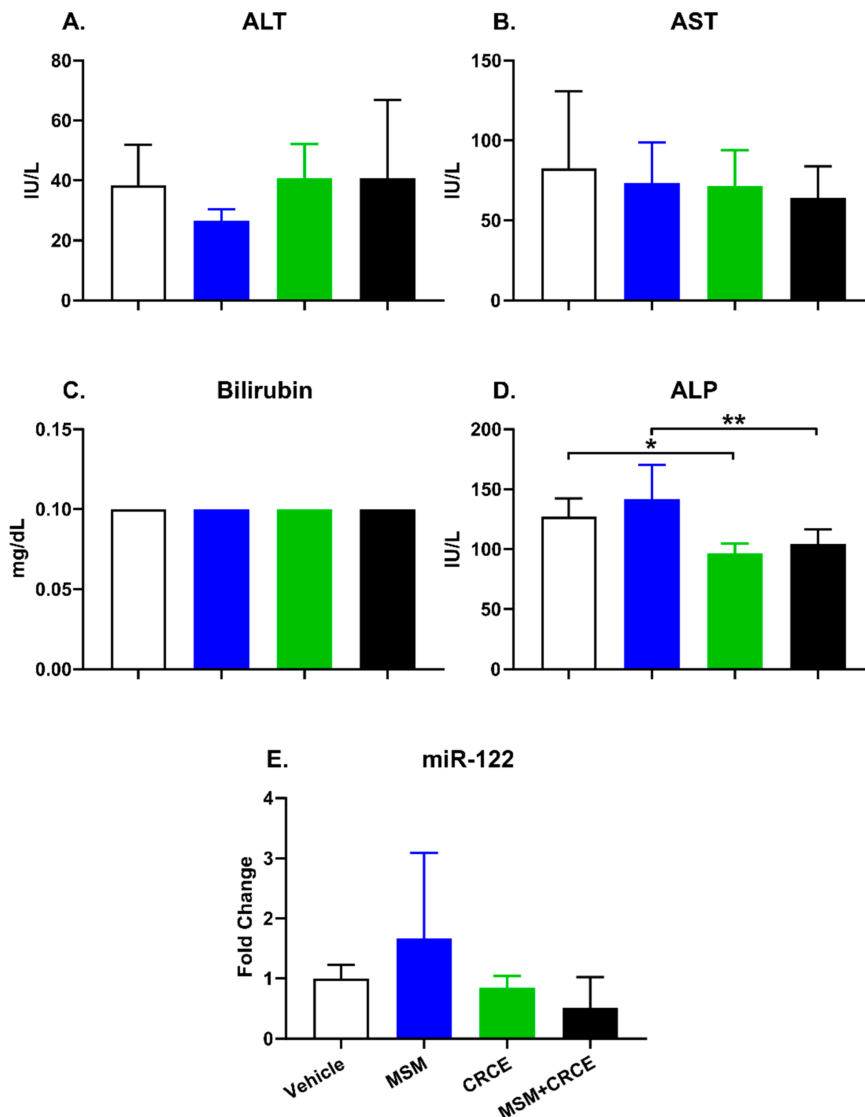 A. ALT
80
60
40
20
0
IU/L
B. AST
150
100
50
0
IU/L
C. Bilirubin
0.15
0.10
0.05
0.00
mg/dL
D. ALP
200
150
100
50
0
IU/L
*
**
E. miR-122
4
3
2
1
0
Fold Change
Vehicle
MSM
CRCE
MSM+CRCE